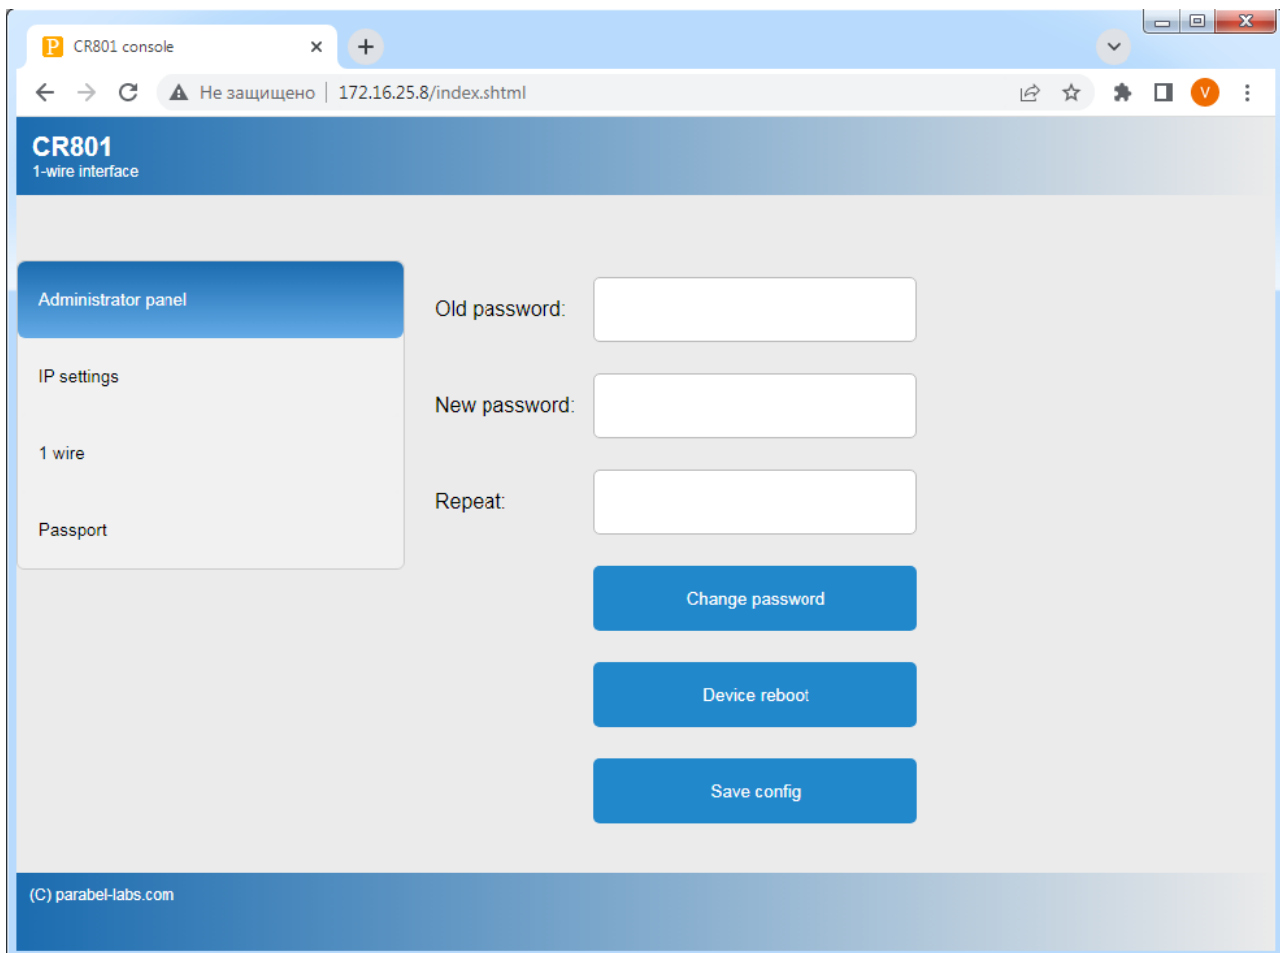 P CR801 console
Не защищено 172.16.25.8/index.shtml
V
CR801
1-wire interface
Administrator panel
IP settings
1 wire
Passport
Old password:
New password:
Repeat:
Change password
Device reboot
Save config
(C) parabel-labs.com